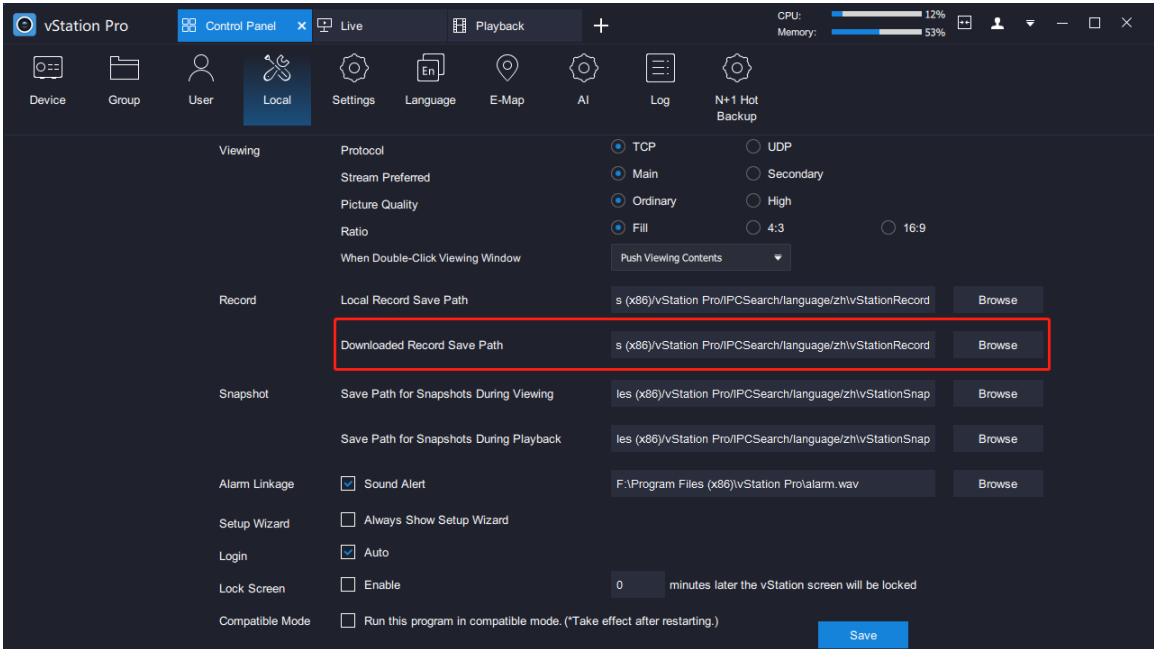 vStation Pro
Control Panel
Live
Playback
CPU: 12%
Memory: 53%
Device
Group
User
Local
Settings
En
Language
E-Map
AI
Log
N+1 Hot
Backup
Viewing
Protocol TCP UDP
Stream Preferred Main Secondary
Picture Quality Ordinary High
Ratio Fill 4:3 16:9
When Double-Click Viewing Window Push Viewing Contents
Record Local Record Save Path s (x86)/vStation Pro/IPCSearch/language/zh\vStationRecord Browse
Downloaded Record Save Path s (x86)/vStation Pro/IPCSearch/language/zh\vStationRecord Browse
Snapshot Save Path for Snapshots During Viewing les (x86)/vStation Pro/IPCSearch/language/zh\vStationSnap Browse
Save Path for Snapshots During Playback les (x86)/vStation Pro/IPCSearch/language/zh\vStationSnap Browse
Alarm Linkage Sound Alert F:\Program Files (x86)\vStation Pro\alarm.wav Browse
Setup Wizard Always Show Setup Wizard
Login Auto
Lock Screen Enable 0 minutes later the vStation screen will be locked
Compatible Mode Run this program in compatible mode. (*Take effect after restarting.)
Save